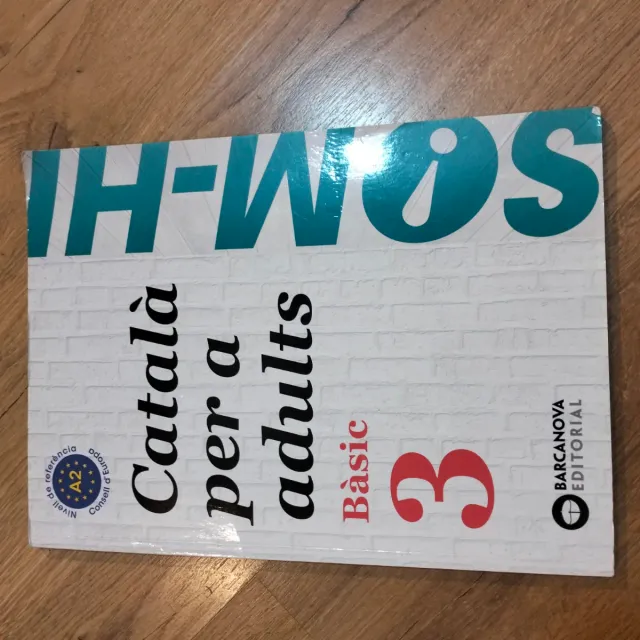 SOM-HI
Català
per a
adults
Bàsic
3
Nivell de referència
A2
Consell d'Europa
BARCANOVA
EDITORIAL